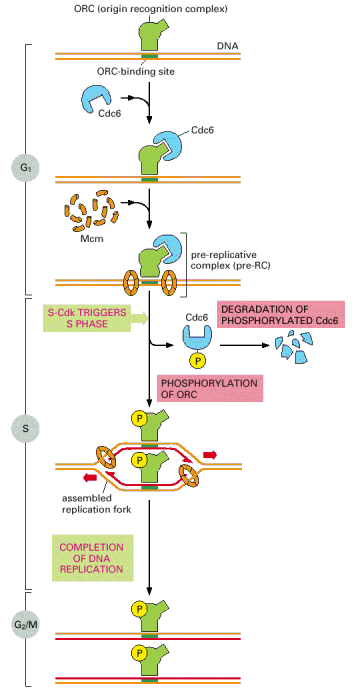 ORC (origin recognition complex)
DNA
ORC-binding site
Cdc6
Cdc6
G1
Mcm
pre-replicative
complex (pre-RC)
S-Cdk TRIGGERS
S PHASE
Cdc6
P
DEGRADATION OF
PHOSPHORYLATED Cdc6
PHOSPHORYLATION
OF ORC
S
P
P
assembled
replication fork
COMPLETION
OF DNA
REPLICATION
G2/M
P
P